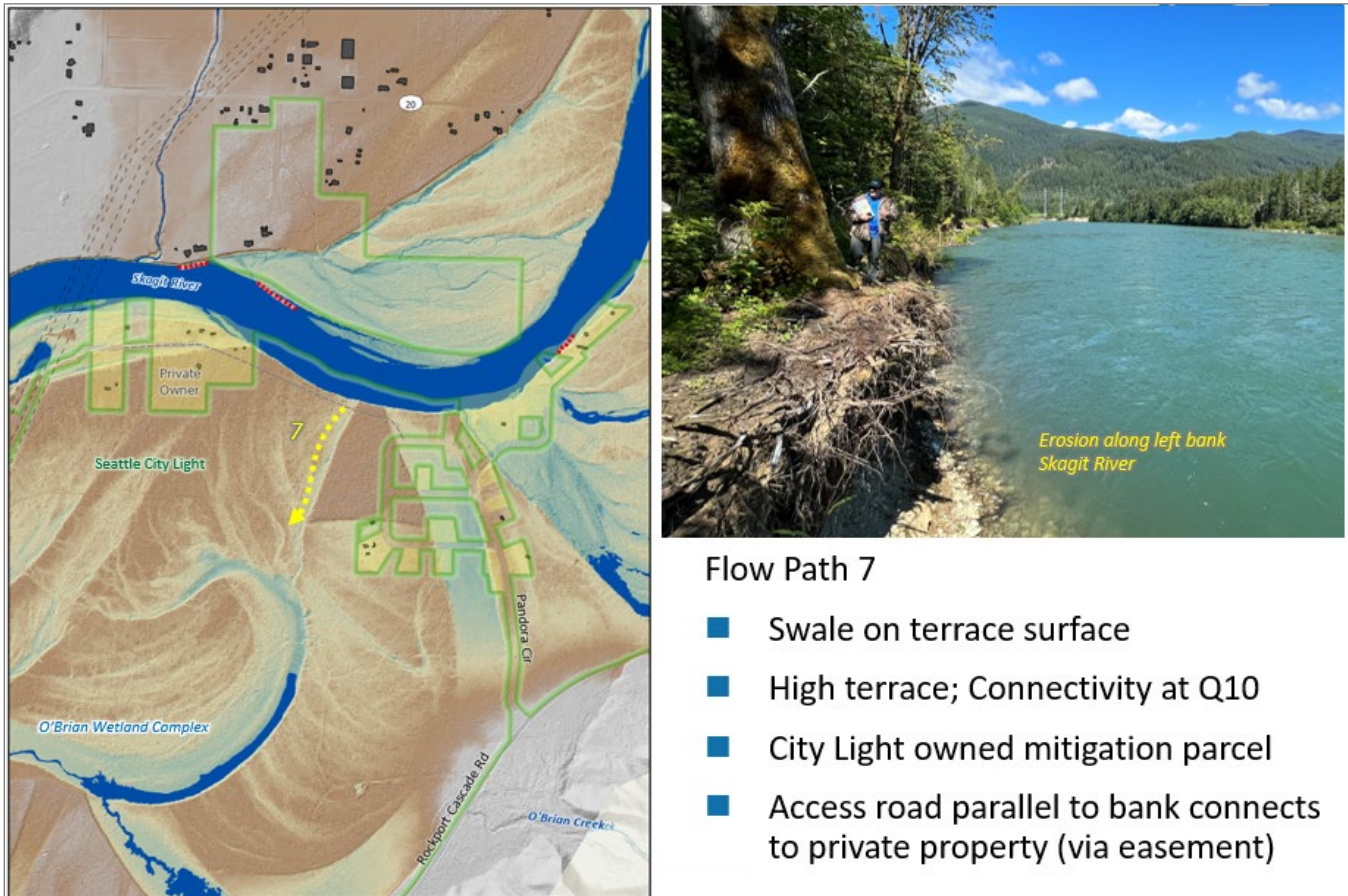 20
Skagit River
Private
Owner
7
Seattle City Light
Pandora Cir
O'Brian Wetland Complex
Rockport Cascade Rd
O'Brian Creek
Erosion along left bank
Skagit River
Flow Path 7
Swale on terrace surface
High terrace; Connectivity at Q10
City Light owned mitigation parcel
Access road parallel to bank connects
to private property (via easement)